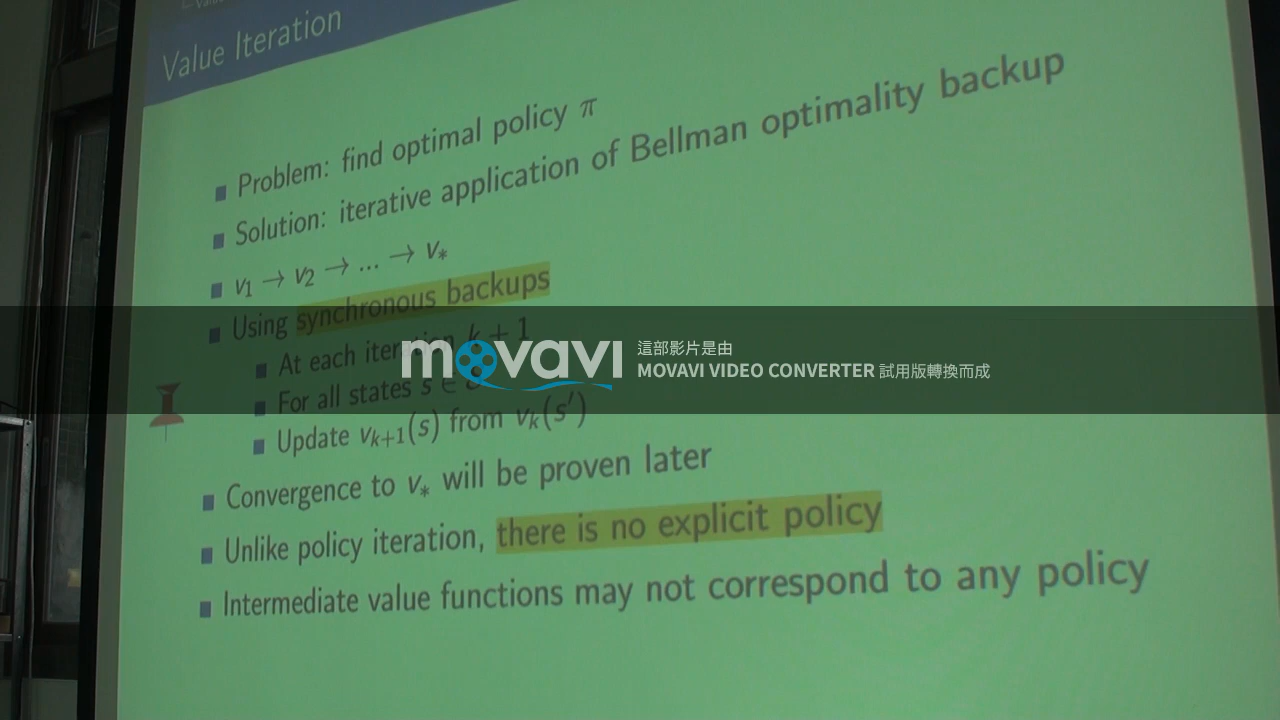 Value Iteration
Problem: find optimal policy π
Solution: iterative application of Bellman optimality backup
v₁ → v₂ → ... → v∗
Using synchronous backups
At each iteration k + 1
For all states s ∈
Update vₖ₊₁(s) from vₖ(s′)
movavi
這部影片是由
MOVAVI VIDEO CONVERTER 試用版轉換而成
Convergence to v∗ will be proven later
Unlike policy iteration, there is no explicit policy
Intermediate value functions may not correspond to any policy